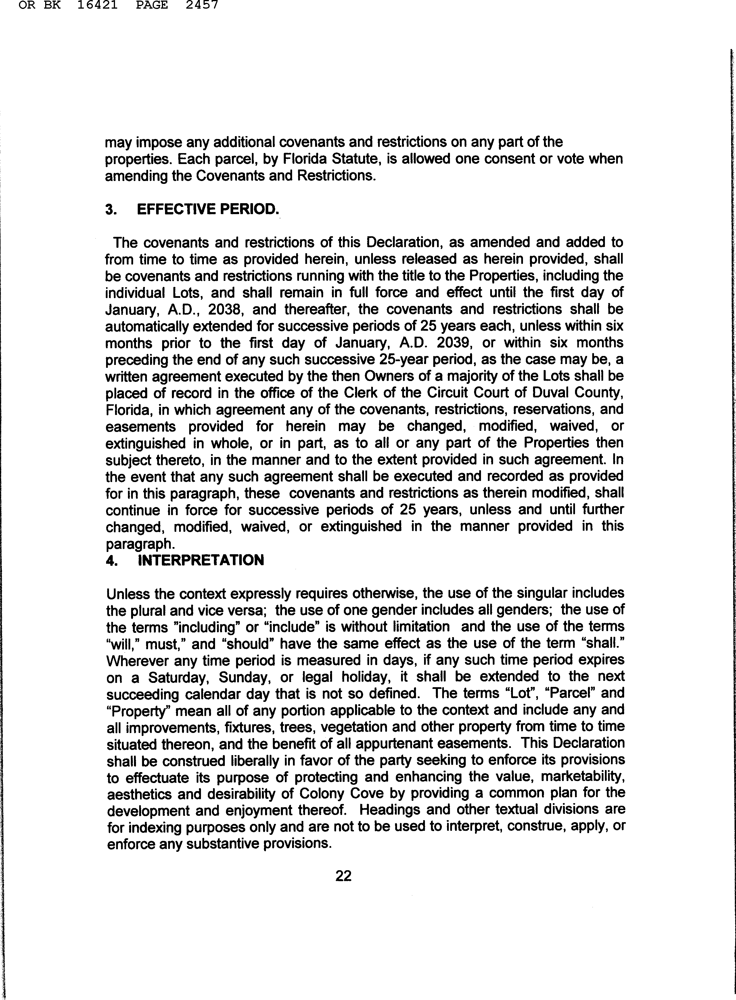 OR BK 16421 PAGE 2457
may impose any additional covenants and restrictions on any part of the
properties. Each parcel, by Florida Statute, is allowed one consent or vote when
amending the Covenants and Restrictions.
3. EFFECTIVE PERIOD.
The covenants and restrictions of this Declaration, as amended and added to
from time to time as provided herein, unless released as herein provided, shall
be covenants and restrictions running with the title to the Properties, including the
individual Lots, and shall remain in full force and effect until the first day of
January, A.D., 2038, and thereafter, the covenants and restrictions shall be
automatically extended for successive periods of 25 years each, unless within six
months prior to the first day of January, A.D. 2039, or within six months
preceding the end of any such successive 25-year period, as the case may be, a
written agreement executed by the then Owners of a majority of the Lots shall be
placed of record in the office of the Clerk of the Circuit Court of Duval County,
Florida, in which agreement any of the covenants, restrictions, reservations, and
easements provided for herein may be changed, modified, waived, or
extinguished in whole, or in part, as to all or any part of the Properties then
subject thereto, in the manner and to the extent provided in such agreement. In
the event that any such agreement shall be executed and recorded as provided
for in this paragraph, these covenants and restrictions as therein modified, shall
continue in force for successive periods of 25 years, unless and until further
changed, modified, waived, or extinguished in the manner provided in this
paragraph.
4. INTERPRETATION
Unless the context expressly requires otherwise, the use of the singular includes
the plural and vice versa; the use of one gender includes all genders; the use of
the terms ”including” or “include” is without limitation and the use of the terms
“will,” must,” and “should” have the same effect as the use of the term “shall.”
Wherever any time period is measured in days, if any such time period expires
on a Saturday, Sunday, or legal holiday, it shall be extended to the next
succeeding calendar day that is not so defined. The terms “Lot”, “Parcel” and
“Property” mean all of any portion applicable to the context and include any and
all improvements, fixtures, trees, vegetation and other property from time to time
situated thereon, and the benefit of all appurtenant easements. This Declaration
shall be construed liberally in favor of the party seeking to enforce its provisions
to effectuate its purpose of protecting and enhancing the value, marketability,
aesthetics and desirability of Colony Cove by providing a common plan for the
development and enjoyment thereof. Headings and other textual divisions are
for indexing purposes only and are not to be used to interpret, construe, apply, or
enforce any substantive provisions.
22